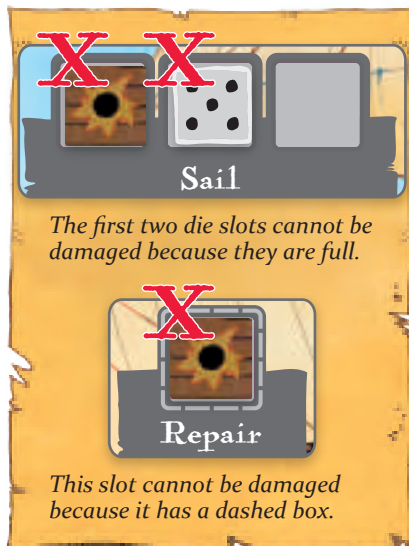 X X
Sail
The first two die slots cannot be
damaged because they are full.
X
Repair
This slot cannot be damaged
because it has a dashed box.